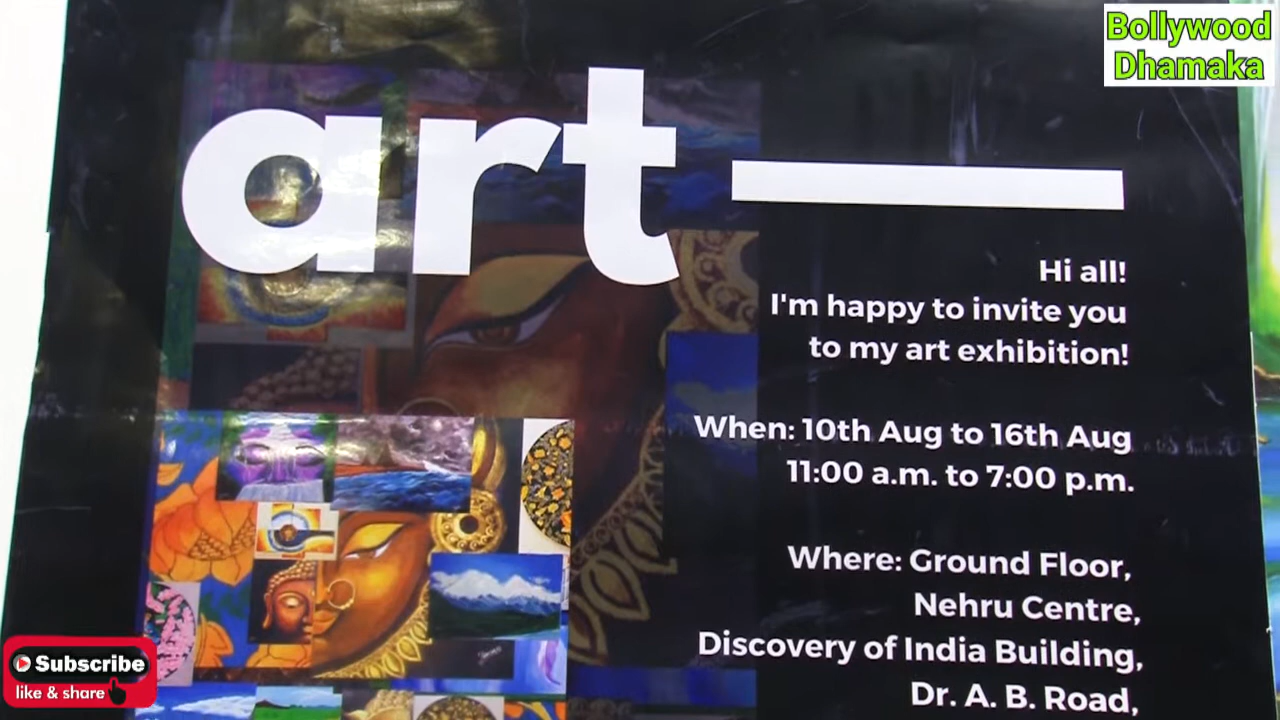 Bollywood
Dhamaka
art
Hi all!
I'm happy to invite you
to my art exhibition!
When: 10th Aug to 16th Aug
11:00 a.m. to 7:00 p.m.
Where: Ground Floor,
Nehru Centre,
Discovery of India Building,
Dr. A. B. Road,
Subscribe
like & share